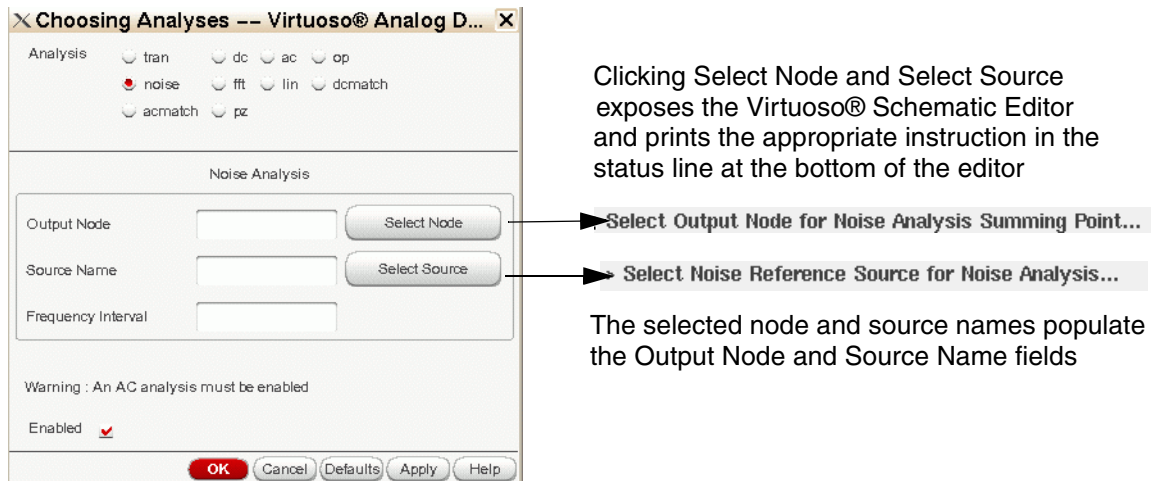 Choosing Analyses -- Virtuoso® Analog D...
Analysis
tran dc ac op
noise fft lin dcmatch
acmatch pz
Noise Analysis
Output Node Select Node
Source Name Select Source
Frequency Interval
Warning : An AC analysis must be enabled
Enabled
OK Cancel Defaults Apply Help
Clicking Select Node and Select Source
exposes the Virtuoso® Schematic Editor
and prints the appropriate instruction in the
status line at the bottom of the editor
Select Output Node for Noise Analysis Summing Point...
> Select Noise Reference Source for Noise Analysis...
The selected node and source names populate
the Output Node and Source Name fields